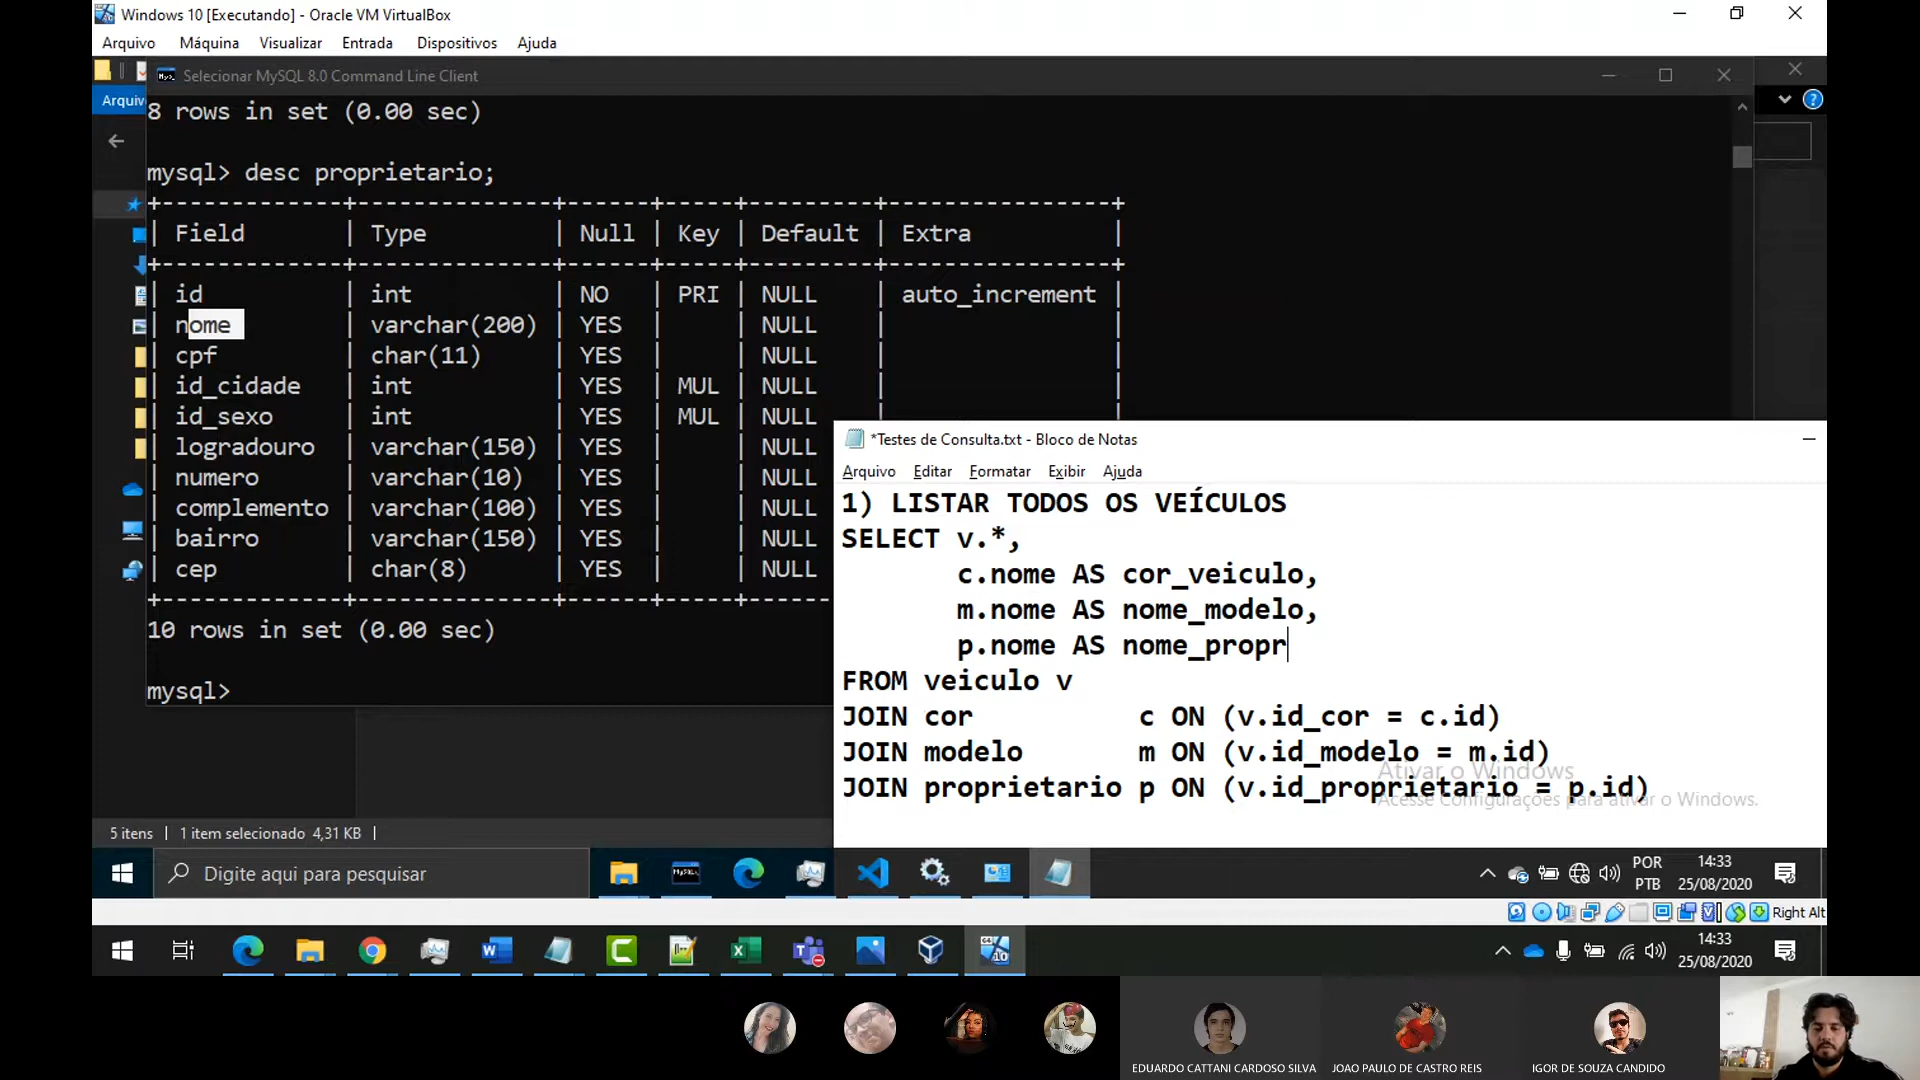 Windows 10 [Executando] - Oracle VM VirtualBox
Arquivo Máquina Visualizar Entrada Dispositivos Ajuda
Selecionar MySQL 8.0 Command Line Client
Arquiv
8 rows in set (0.00 sec)
mysql> desc proprietario;
+-------------+--------------+------+-----+---------+----------------+
| Field | Type | Null | Key | Default | Extra |
+-------------+--------------+------+-----+---------+----------------+
| id | int | NO | PRI | NULL | auto_increment |
| nome | varchar(200) | YES | | NULL | |
| cpf | char(11) | YES | | NULL | |
| id_cidade | int | YES | MUL | NULL | |
| id_sexo | int | YES | MUL | NULL | |
| logradouro | varchar(150) | YES | | NULL
| numero | varchar(10) | YES | | NULL
| complemento | varchar(100) | YES | | NULL
| bairro | varchar(150) | YES | | NULL
| cep | char(8) | YES | | NULL
+-------------+--------------+------+-----+------
10 rows in set (0.00 sec)
mysql>
*Testes de Consulta.txt - Bloco de Notas
Arquivo Editar Formatar Exibir Ajuda
1) LISTAR TODOS OS VEÍCULOS
SELECT v.*,
c.nome AS cor_veiculo,
m.nome AS nome_modelo,
p.nome AS nome_propr
FROM veiculo v
JOIN cor c ON (v.id_cor = c.id)
JOIN modelo m ON (v.id_modelo = m.id)
JOIN proprietario p ON (v.id_proprietario = p.id)
Ativar o Windows
Acesse Configurações para ativar o Windows.
5 itens 1 item selecionado 4,31 KB
Digite aqui para pesquisar
POR
PTB
14:33
25/08/2020
Right Alt
14:33
25/08/2020
EDUARDO CATTANI CARDOSO SILVA
JOAO PAULO DE CASTRO REIS
IGOR DE SOUZA CANDIDO